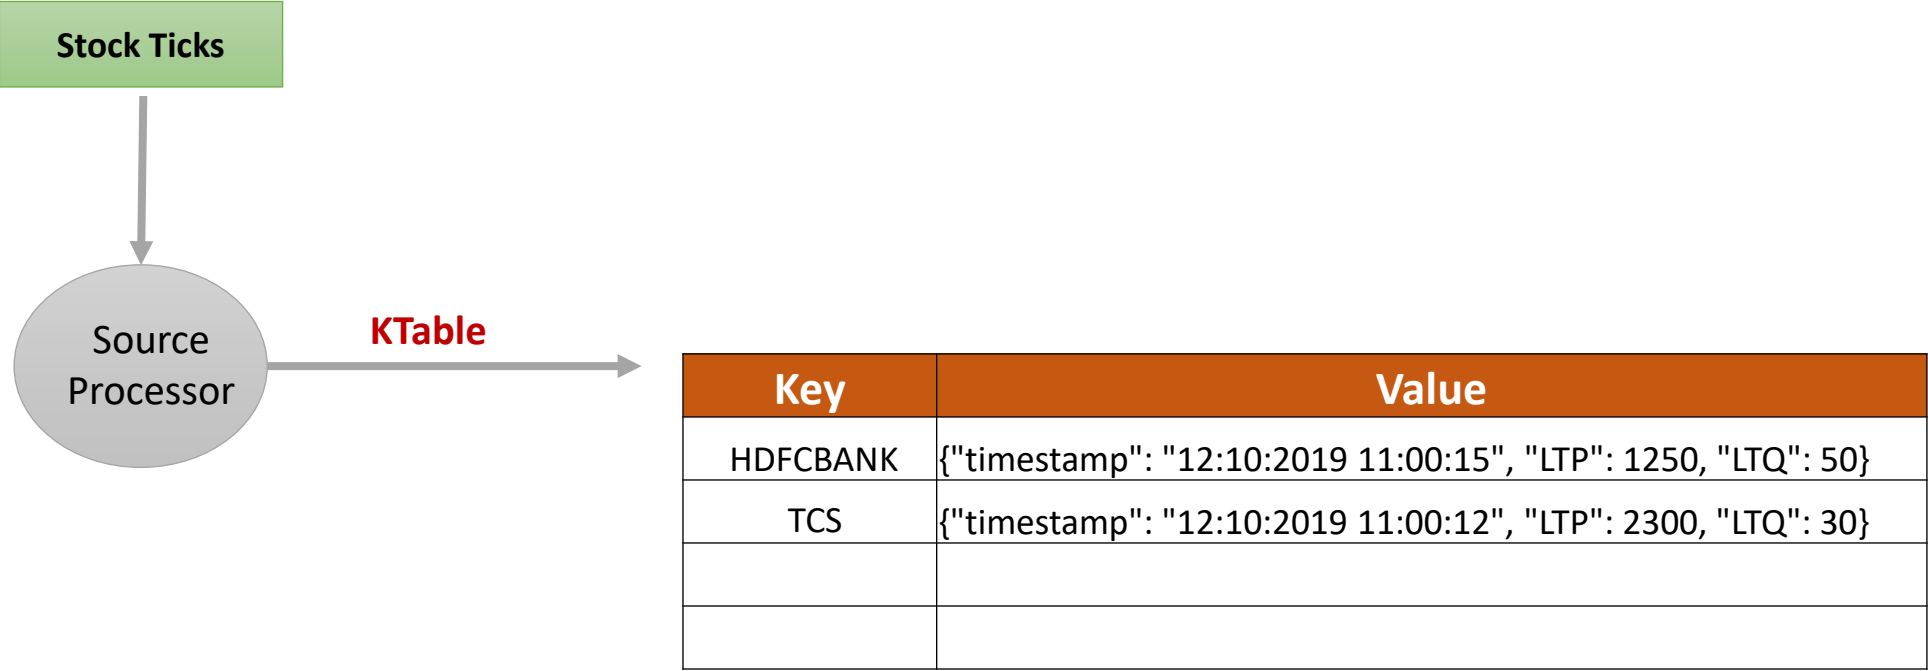 Stock Ticks
Source
Processor
KTable
Key Value
HDFCBANK {"timestamp": "12:10:2019 11:00:15", "LTP": 1250, "LTQ": 50}
TCS {"timestamp": "12:10:2019 11:00:12", "LTP": 2300, "LTQ": 30}